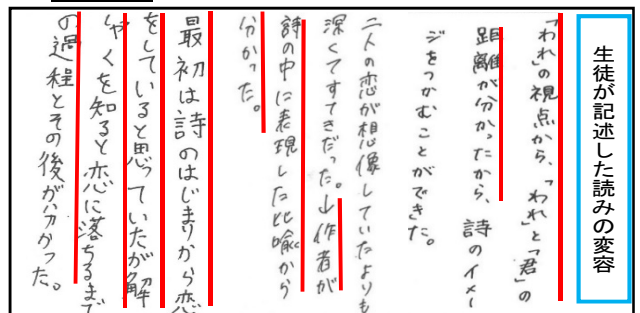 生徒が記述した読みの変容
「われ」の視点から、「われ」と「君」の
距離が分かったから、詩のイメー
ジをつかむことができた。
二人の恋が想像していたよりも
深くてすてきだった。作者が
詩の中に表現した比喩から
分かった。
最初は詩のはじまりから恋
をしていると思っていたが解
しゃくを知ると恋に落ちるまで
の過程とその後が分かった。